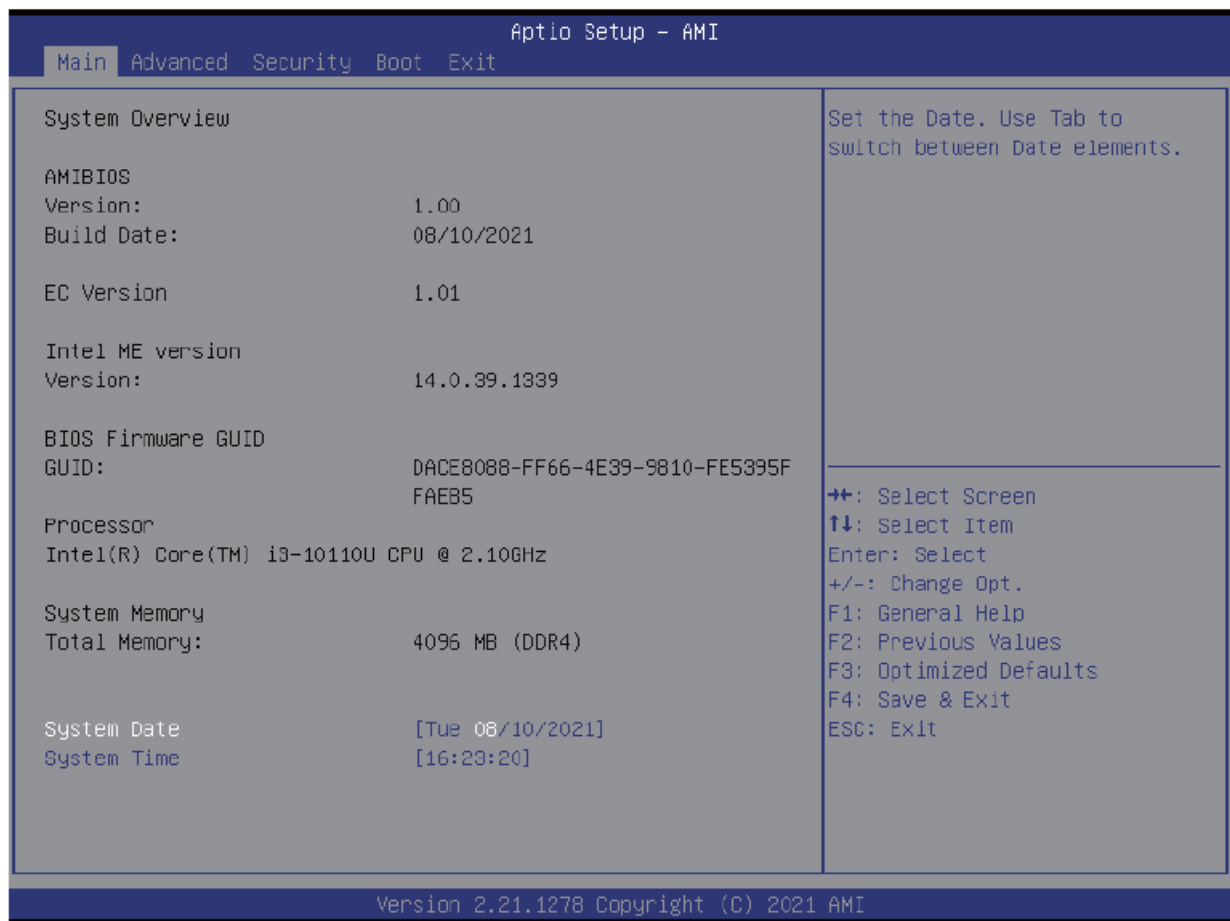 Aptio Setup - AMI
Main Advanced Security Boot Exit
System Overview
AMIBIOS
Version: 1.00
Build Date: 08/10/2021
EC Version 1.01
Intel ME version
Version: 14.0.39.1339
BIOS Firmware GUID
GUID: DACE8088-FF66-4E39-9810-FE5395F
FAEB5
Processor
Intel(R) Core(TM) i3-10110U CPU @ 2.10GHz
System Memory
Total Memory: 4096 MB (DDR4)
System Date [Tue 08/10/2021]
System Time [16:23:20]
Set the Date. Use Tab to
switch between Date elements.
→←: Select Screen
↑↓: Select Item
Enter: Select
+/-: Change Opt.
F1: General Help
F2: Previous Values
F3: Optimized Defaults
F4: Save & Exit
ESC: Exit
Version 2.21.1278 Copyright (C) 2021 AMI